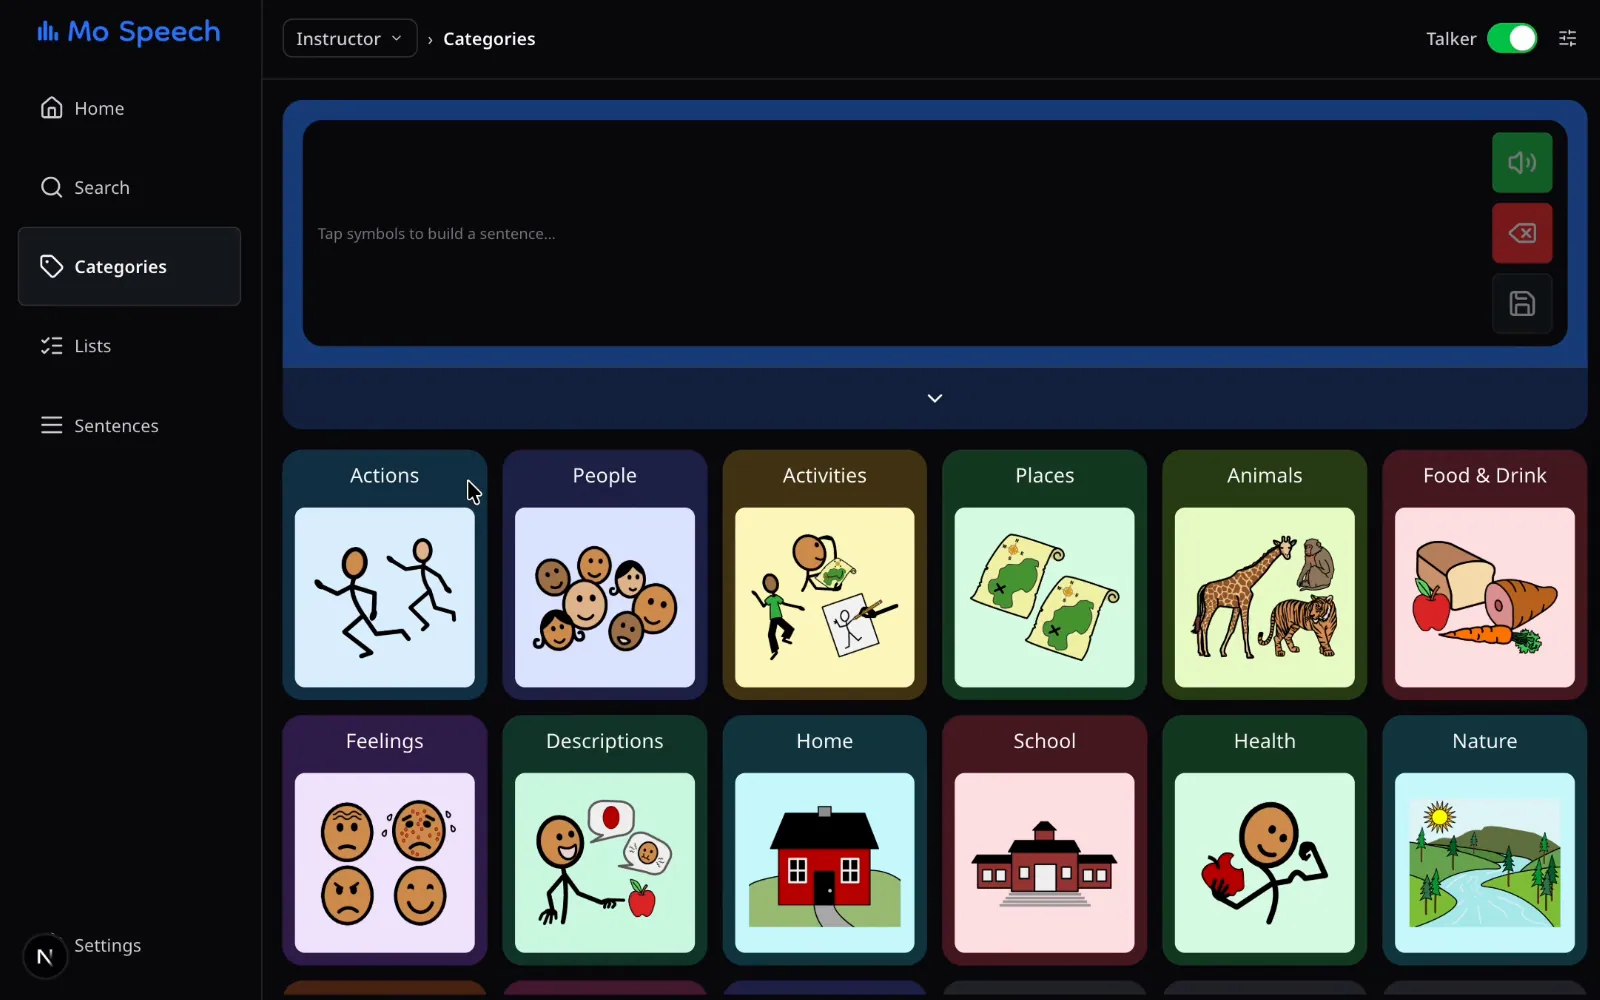 Mo Speech
Instructor › Categories
Talker
Home
Search
Categories
Lists
Sentences
Settings
N
Tap symbols to build a sentence...
Actions
People
Activities
Places
Animals
Food & Drink
Feelings
Descriptions
Home
School
Health
Nature